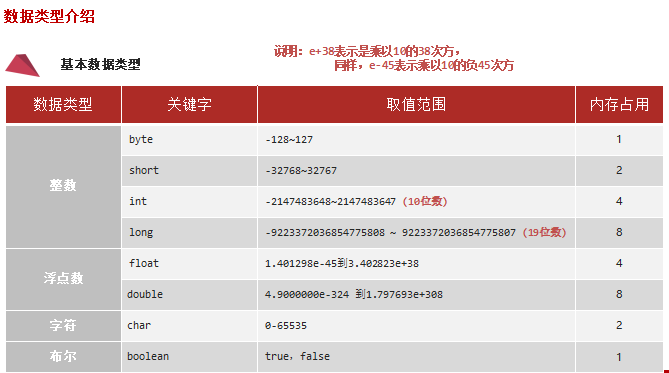 数据类型介绍
说明：e+38表示是乘以10的38次方，
同样，e-45表示乘以10的负45次方
基本数据类型
数据类型 关键字 取值范围 内存占用
整数
byte -128~127 1
short -32768~32767 2
int -2147483648~2147483647 (10位数) 4
long -9223372036854775808 ~ 9223372036854775807 (19位数) 8
浮点数
float 1.401298e-45到3.402823e+38 4
double 4.9000000e-324 到1.797693e+308 8
字符 char 0-65535 2
布尔 boolean true, false 1